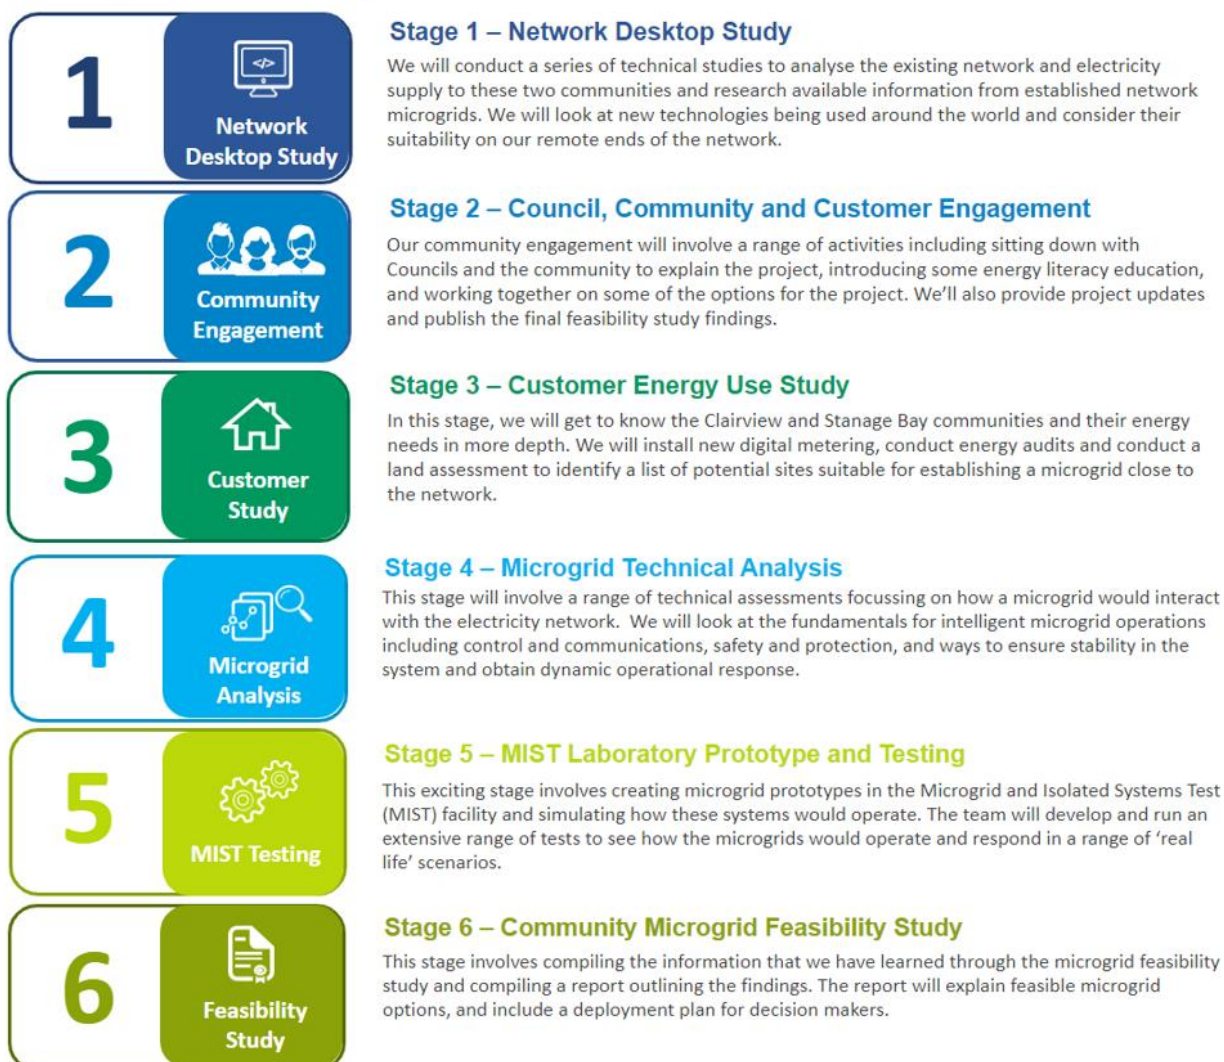 1
</>
Network
Desktop Study
Stage 1 – Network Desktop Study
We will conduct a series of technical studies to analyse the existing network and electricity
supply to these two communities and research available information from established network
microgrids. We will look at new technologies being used around the world and consider their
suitability on our remote ends of the network.
2
Community
Engagement
Stage 2 – Council, Community and Customer Engagement
Our community engagement will involve a range of activities including sitting down with
Councils and the community to explain the project, introducing some energy literacy education,
and working together on some of the options for the project. We’ll also provide project updates
and publish the final feasibility study findings.
3
Customer
Study
Stage 3 – Customer Energy Use Study
In this stage, we will get to know the Clairview and Stanage Bay communities and their energy
needs in more depth. We will install new digital metering, conduct energy audits and conduct a
land assessment to identify a list of potential sites suitable for establishing a microgrid close to
the network.
4
Microgrid
Analysis
Stage 4 – Microgrid Technical Analysis
This stage will involve a range of technical assessments focussing on how a microgrid would interact
with the electricity network.  We will look at the fundamentals for intelligent microgrid operations
including control and communications, safety and protection, and ways to ensure stability in the
system and obtain dynamic operational response.
5
MIST Testing
Stage 5 – MIST Laboratory Prototype and Testing
This exciting stage involves creating microgrid prototypes in the Microgrid and Isolated Systems Test
(MIST) facility and simulating how these systems would operate. The team will develop and run an
extensive range of tests to see how the microgrids would operate and respond in a range of ‘real
life’ scenarios.
6
Feasibility
Study
Stage 6 – Community Microgrid Feasibility Study
This stage involves compiling the information that we have learned through the microgrid feasibility
study and compiling a report outlining the findings. The report will explain feasible microgrid
options, and include a deployment plan for decision makers.